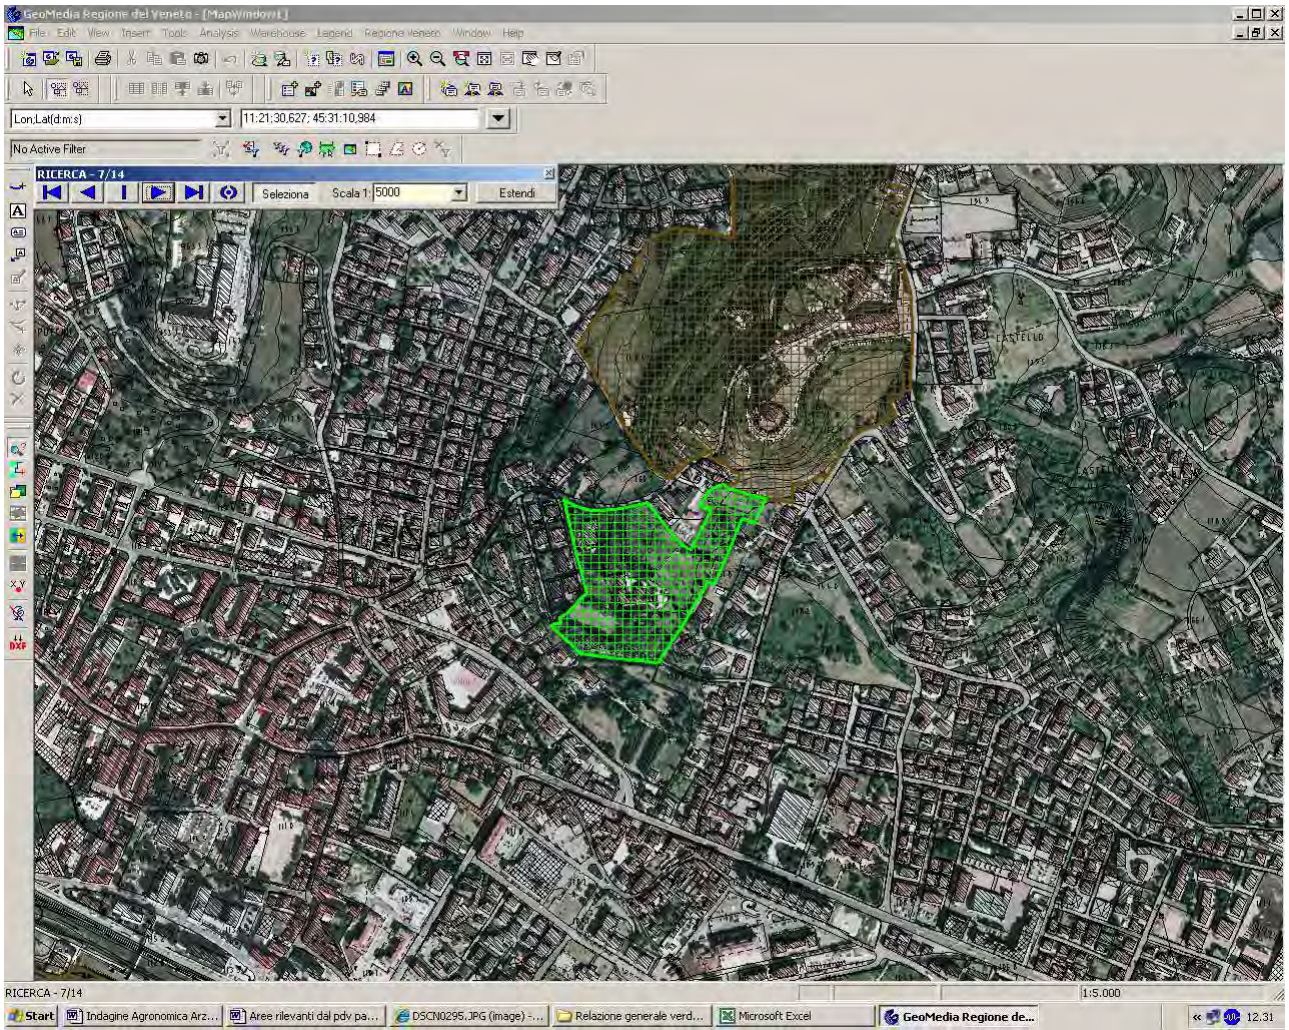 GeoMedia Regione del Veneto - [MapWindow1]
File Edit View Insert Tools Analysis Warehouse Legend Regione Veneto Window Help
Lon,Lat(d:m:s) 11:21:30,627; 45:31:10,984
No Active Filter
RICERCA - 7/14
Seleziona Scala 1: 5000 Estendi
CASTELLO
X,Y
DXF
RICERCA - 7/14 1:5.000
Start Indagine Agronomica Arz... Aree rilevanti dal pdv pa... DSCN0295.JPG (image) -... Relazione generale verd... Microsoft Excel GeoMedia Regione de... « 12.31